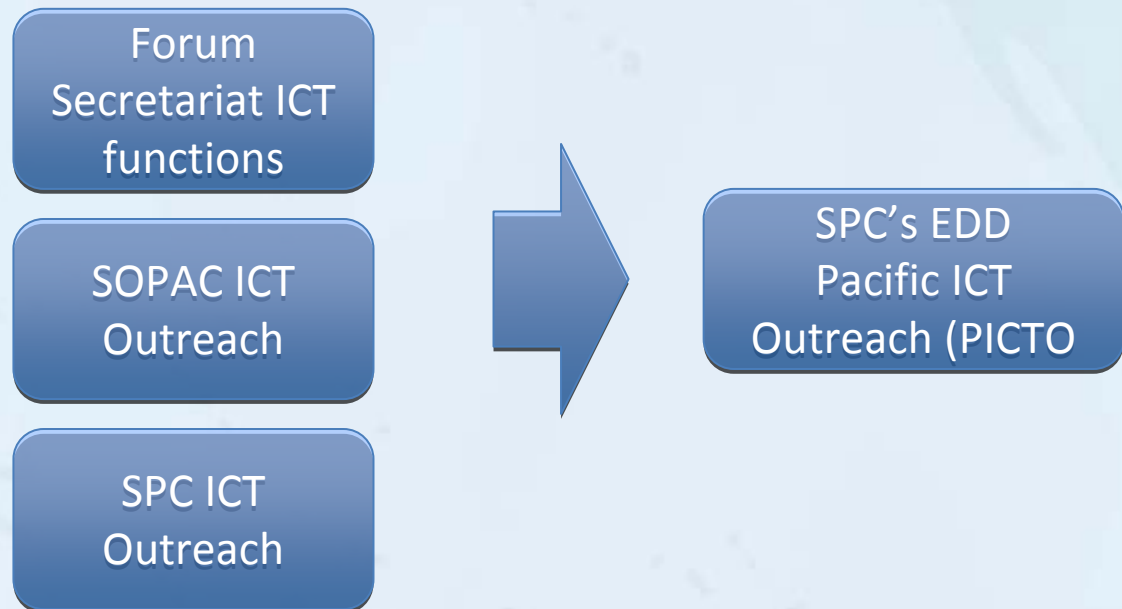 Forum
Secretariat ICT
functions
SOPAC ICT
Outreach
SPC ICT
Outreach
SPC’s EDD
Pacific ICT
Outreach (PICTO